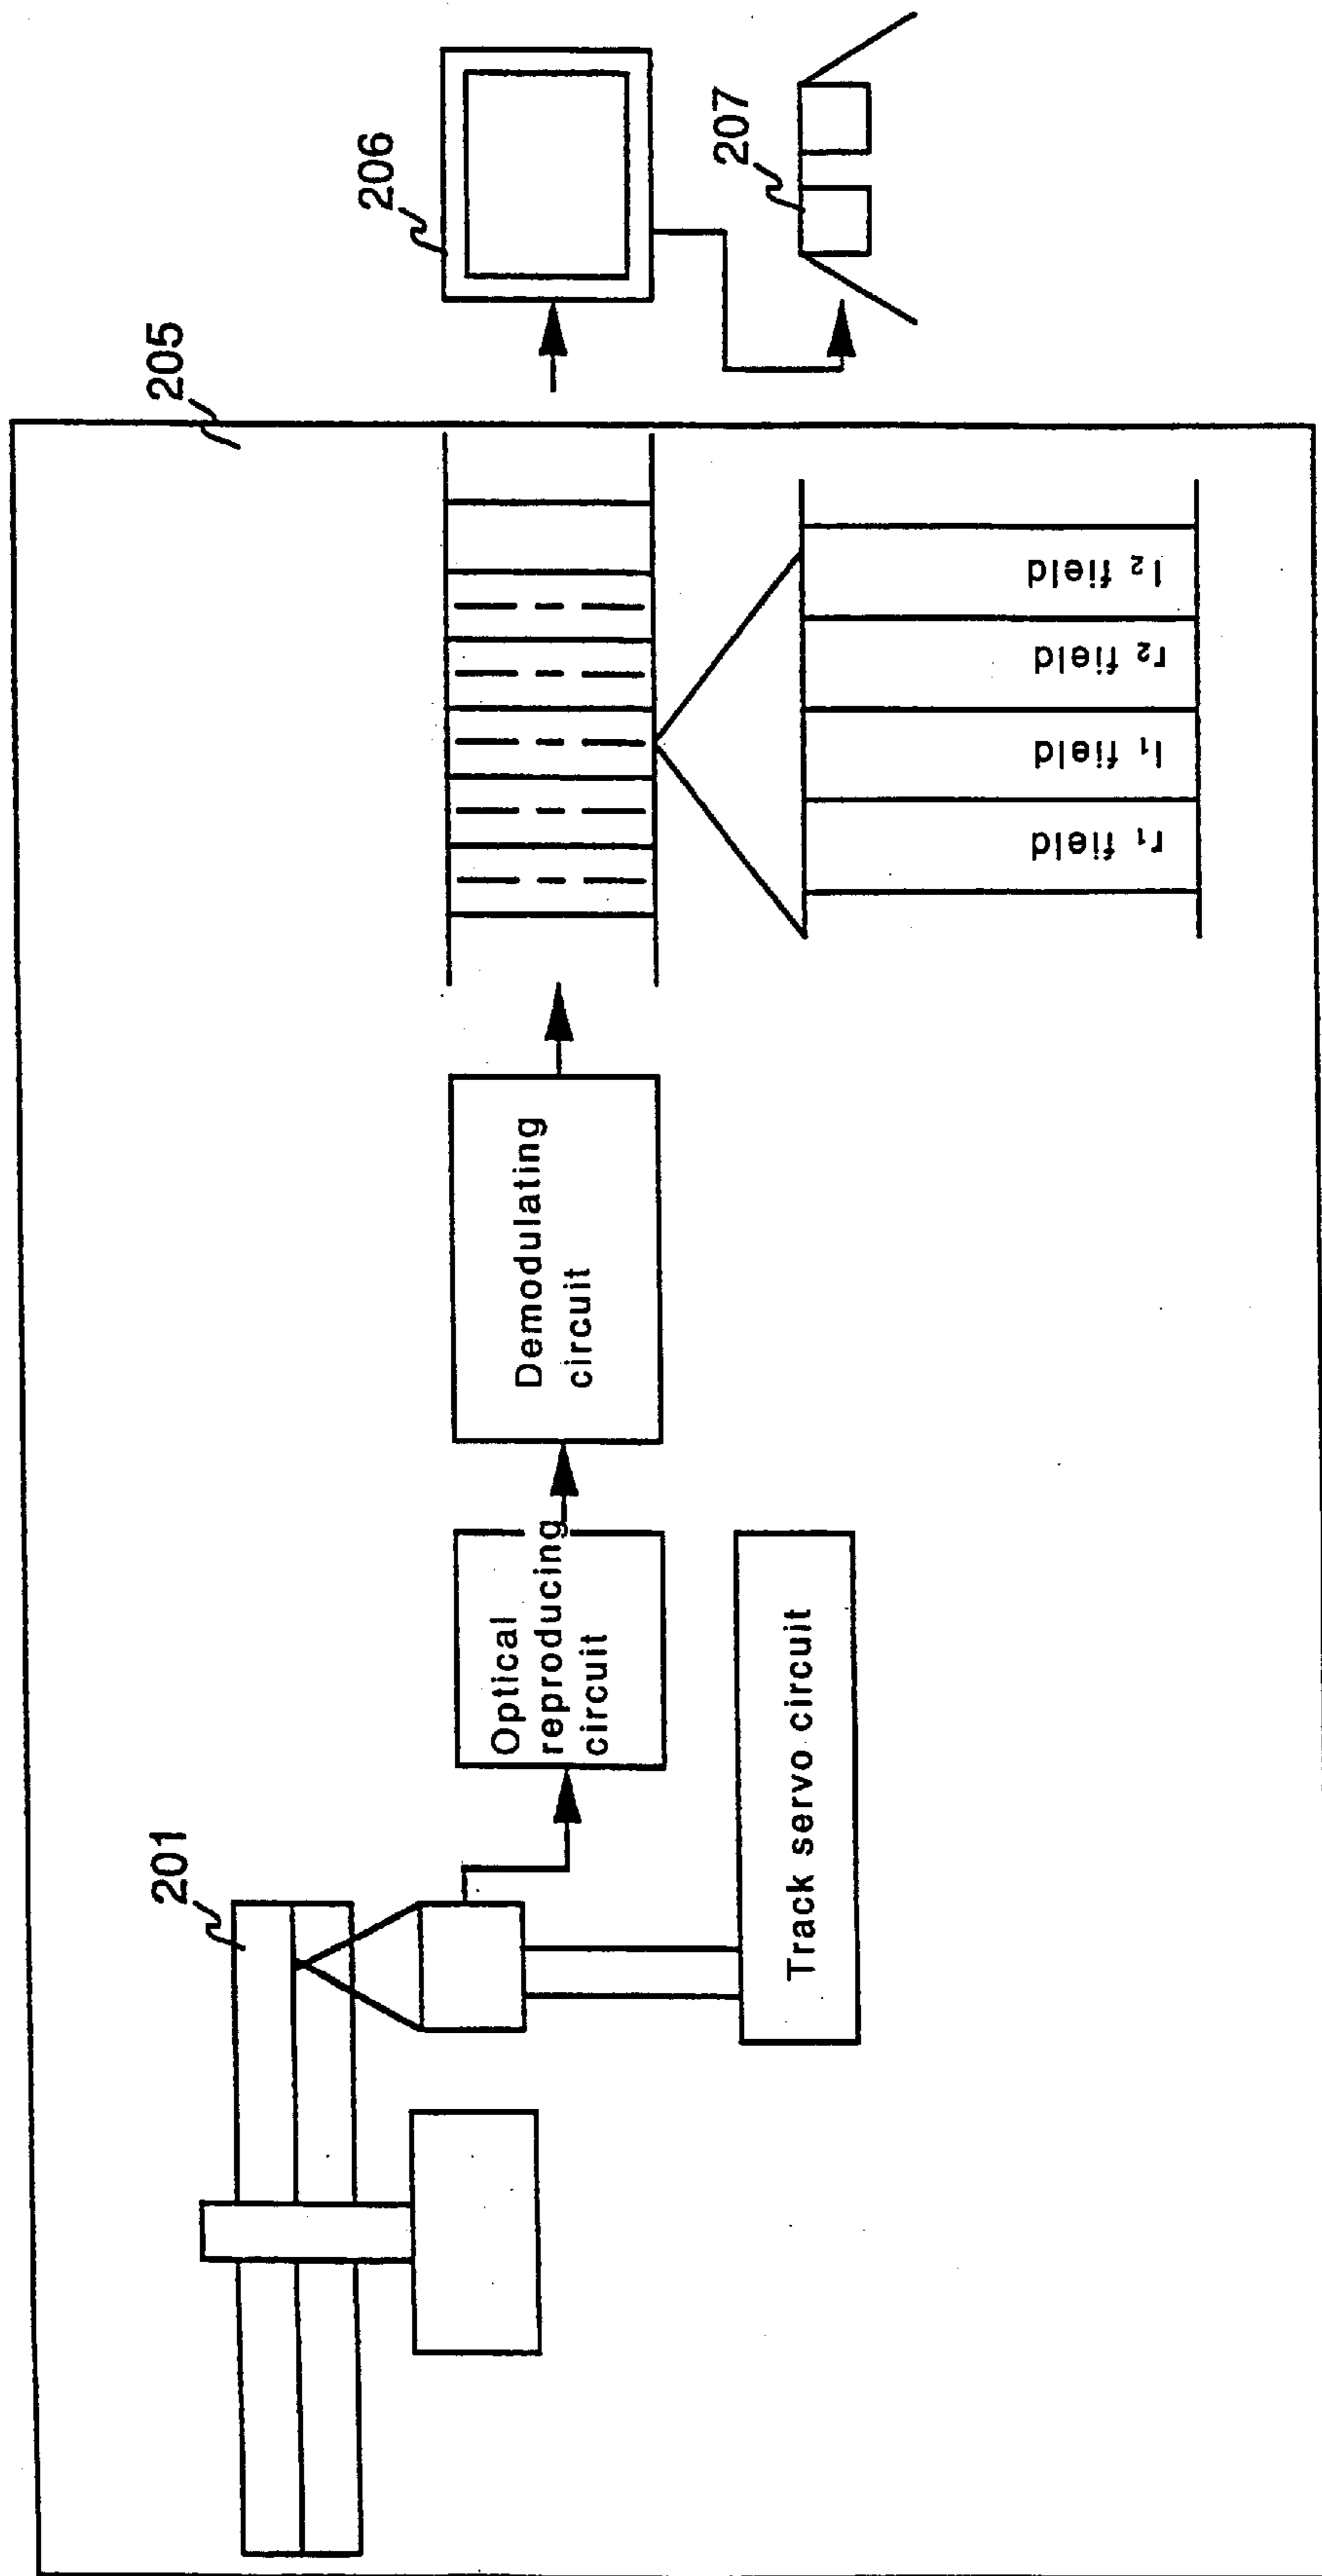 201
Optical
reproducing
circuit
Track servo circuit
Demodulating
circuit
r₁ field
l₁ field
r₂ field
l₂ field
205
206
207